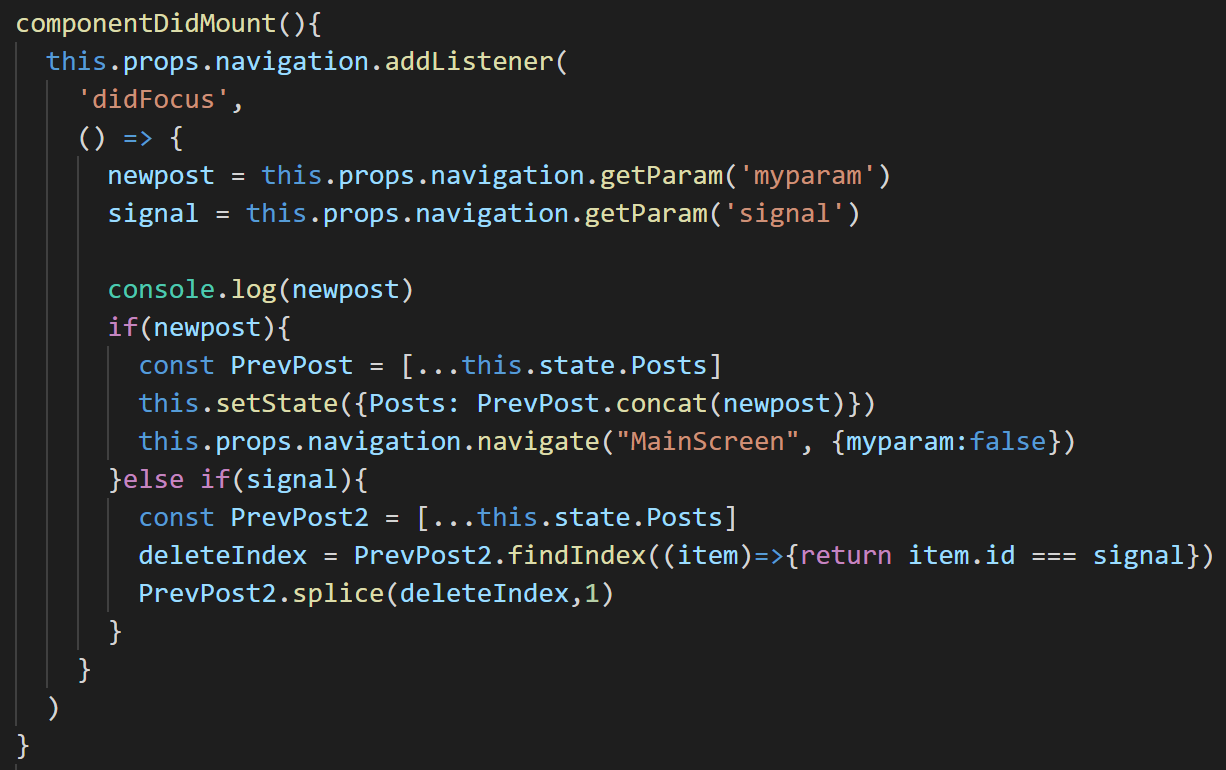 componentDidMount(){
this.props.navigation.addListener(
'didFocus',
() => {
newpost = this.props.navigation.getParam('myparam')
signal = this.props.navigation.getParam('signal')
console.log(newpost)
if(newpost){
const PrevPost = [...this.state.Posts]
this.setState({Posts: PrevPost.concat(newpost)})
this.props.navigation.navigate("MainScreen", {myparam:false})
}else if(signal){
const PrevPost2 = [...this.state.Posts]
deleteIndex = PrevPost2.findIndex((item)=>{return item.id === signal})
PrevPost2.splice(deleteIndex,1)
}
}
)
}